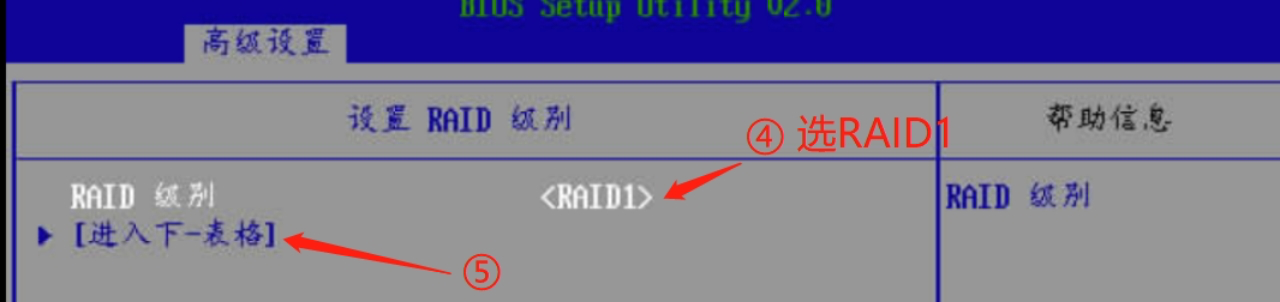 BIOS Setup Utility V2.0
高级设置
设置 RAID 级别
帮助信息
④ 选RAID1
RAID 级别 <RAID1>
RAID 级别
[进入下-表格]
⑤